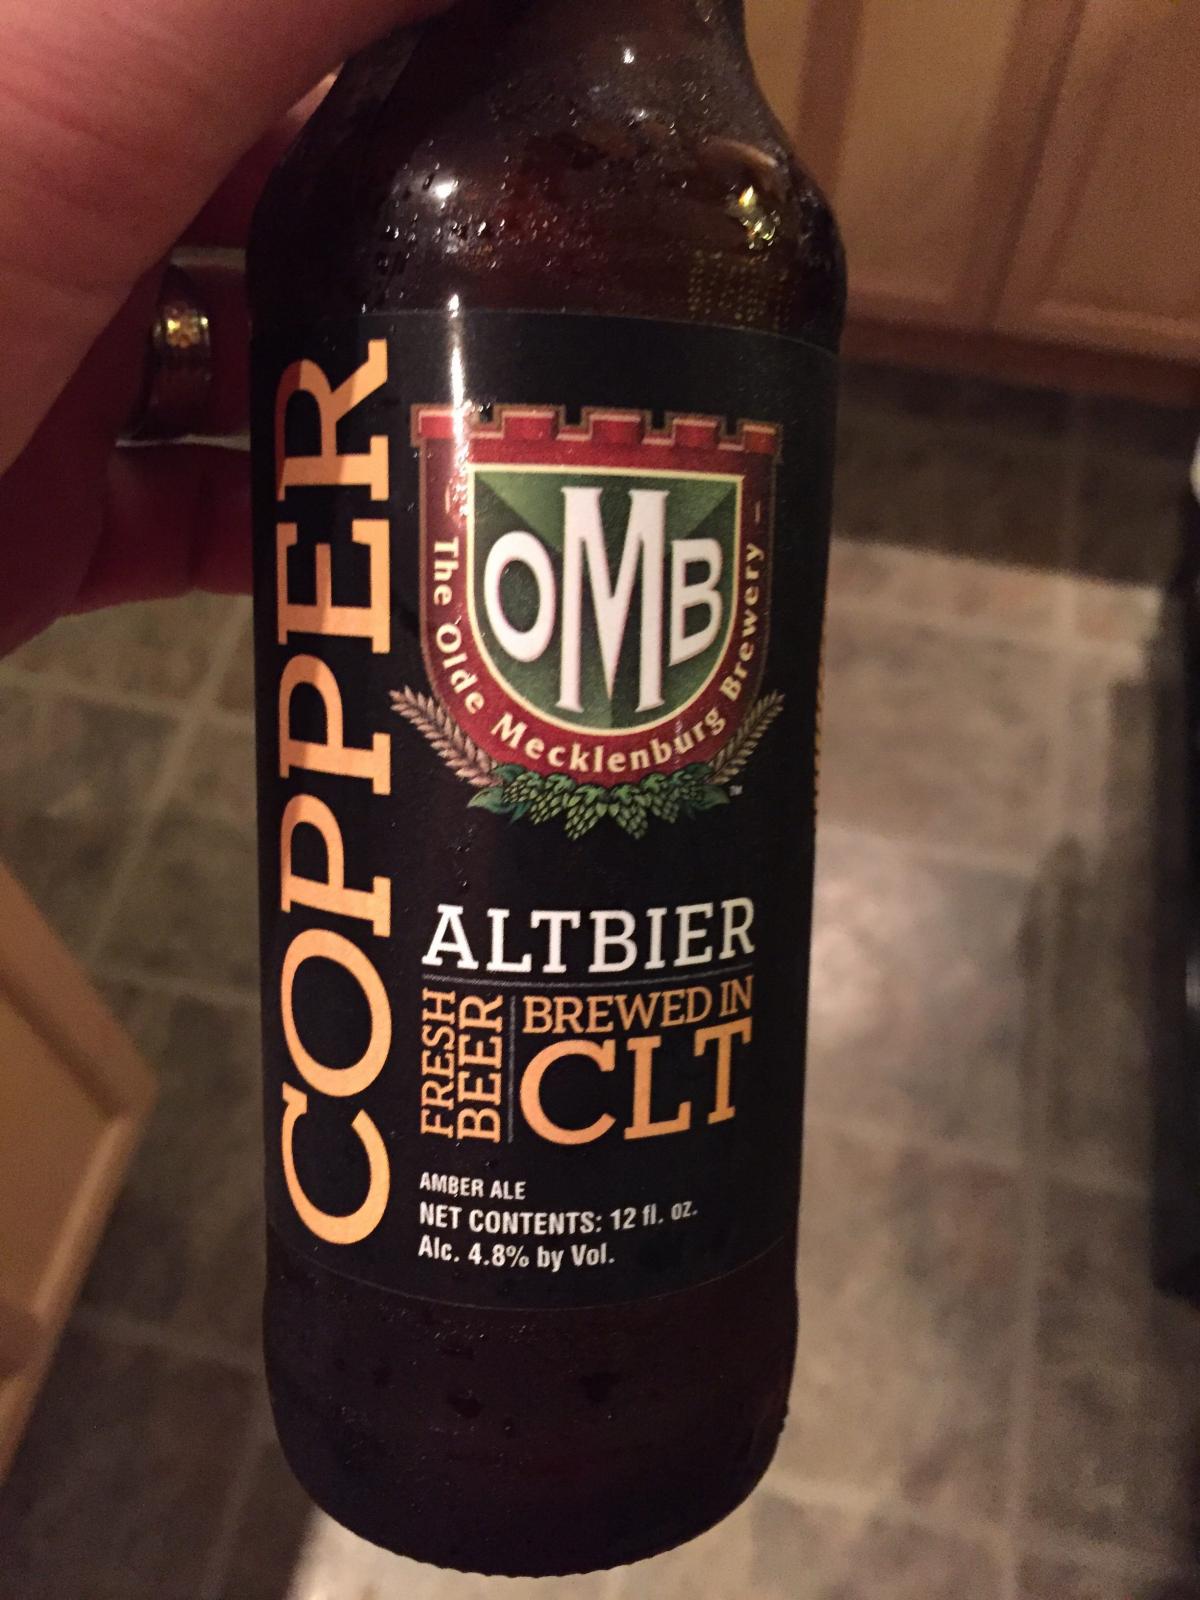 COPPER
OMB
The Olde Mecklenburg Brewery
™
ALTBIER
FRESH
BEER
BREWED IN
CLT
AMBER ALE
NET CONTENTS: 12 fl. oz.
Alc. 4.8% by Vol.